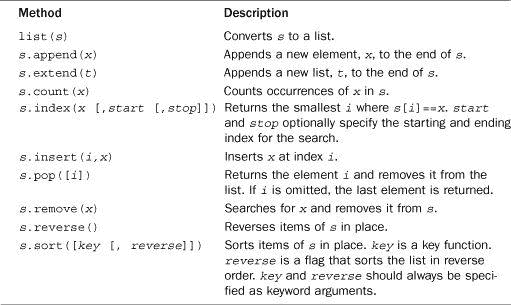 Method Description
list(s) Converts s to a list.
s.append(x) Appends a new element, x, to the end of s.
s.extend(t) Appends a new list, t, to the end of s.
s.count(x) Counts occurrences of x in s.
s.index(x [,start [,stop]]) Returns the smallest i where s[i]==x. start
and stop optionally specify the starting and ending
index for the search.
s.insert(i,x) Inserts x at index i.
s.pop([i]) Returns the element i and removes it from the
list. If i is omitted, the last element is returned.
s.remove(x) Searches for x and removes it from s.
s.reverse() Reverses items of s in place.
s.sort([key [, reverse]]) Sorts items of s in place. key is a key function.
reverse is a flag that sorts the list in reverse
order. key and reverse should always be speci-
fied as keyword arguments.